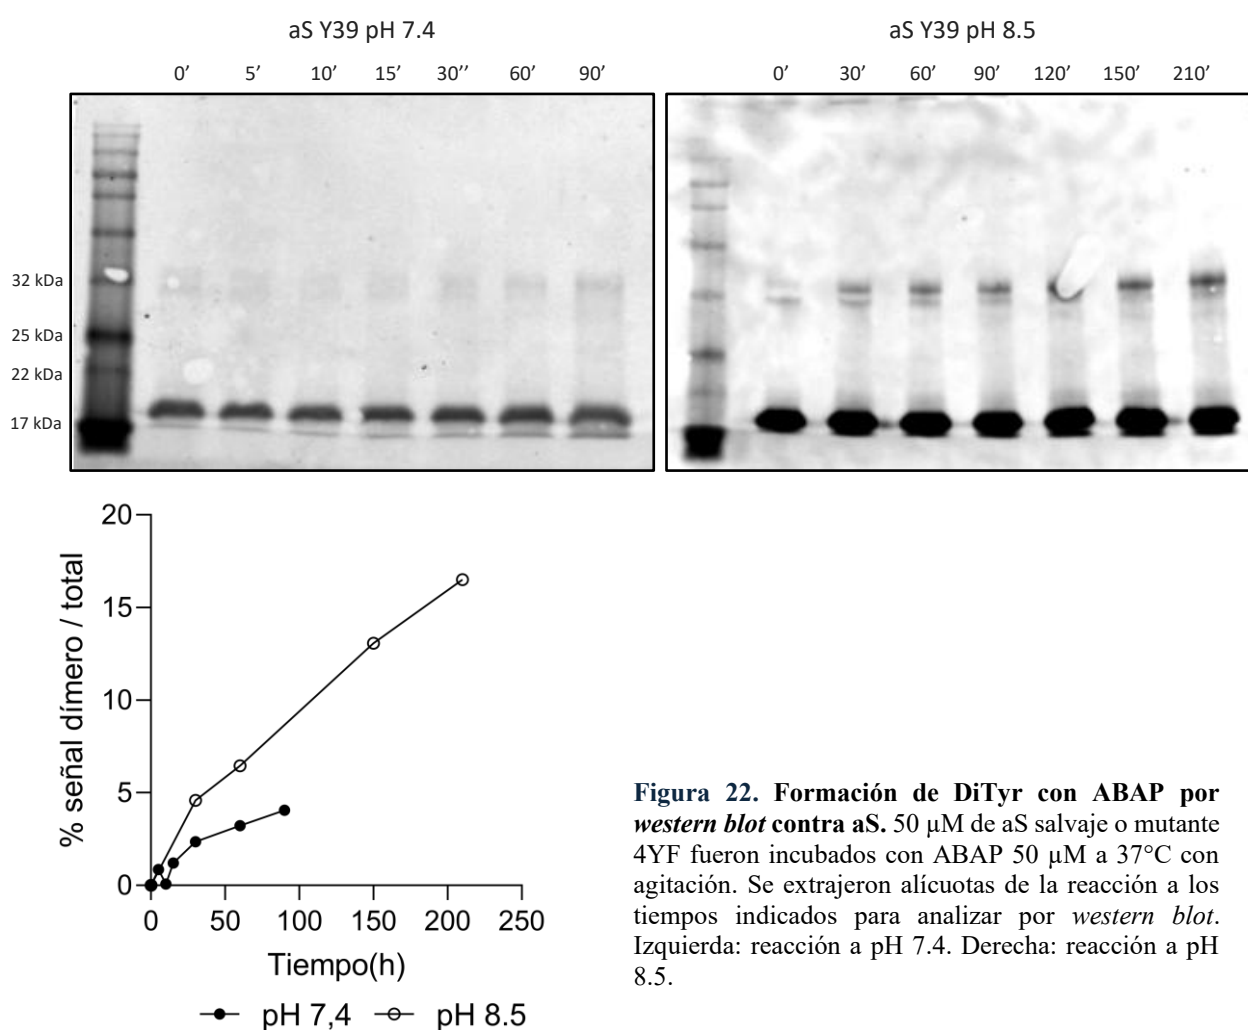 aS Y39 pH 7.4
0’ 5’ 10’ 15’ 30’’ 60’ 90’
32 kDa
25 kDa
22 kDa
17 kDa
aS Y39 pH 8.5
0’ 30’ 60’ 90’ 120’ 150’ 210’
% señal dímero / total
20
15
10
5
0
0 50 100 150 200 250
Tiempo(h)
pH 7,4 pH 8.5
Figura 22. Formación de DiTyr con ABAP por
western blot contra aS. 50 µM de aS salvaje o mutante
4YF fueron incubados con ABAP 50 µM a 37°C con
agitación. Se extrajeron alícuotas de la reacción a los
tiempos indicados para analizar por western blot.
Izquierda: reacción a pH 7.4. Derecha: reacción a pH
8.5.